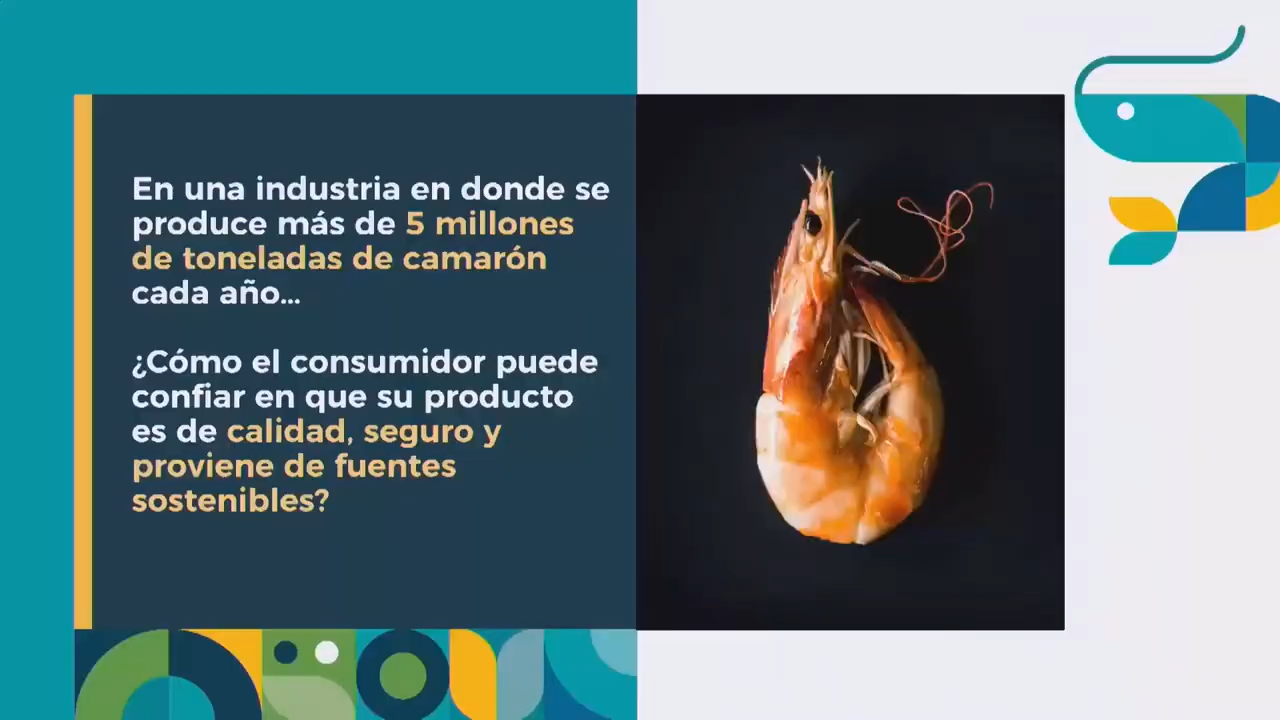 En una industria en donde se
produce más de 5 millones
de toneladas de camarón
cada año...
¿Cómo el consumidor puede
confiar en que su producto
es de calidad, seguro y
proviene de fuentes
sostenibles?